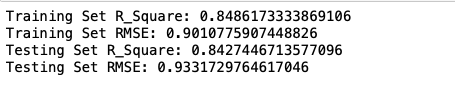 Training Set R_Square: 0.8486173333869106
Training Set RMSE: 0.9010775907448826
Testing Set R_Square: 0.8427446713577096
Testing Set RMSE: 0.9331729764617046